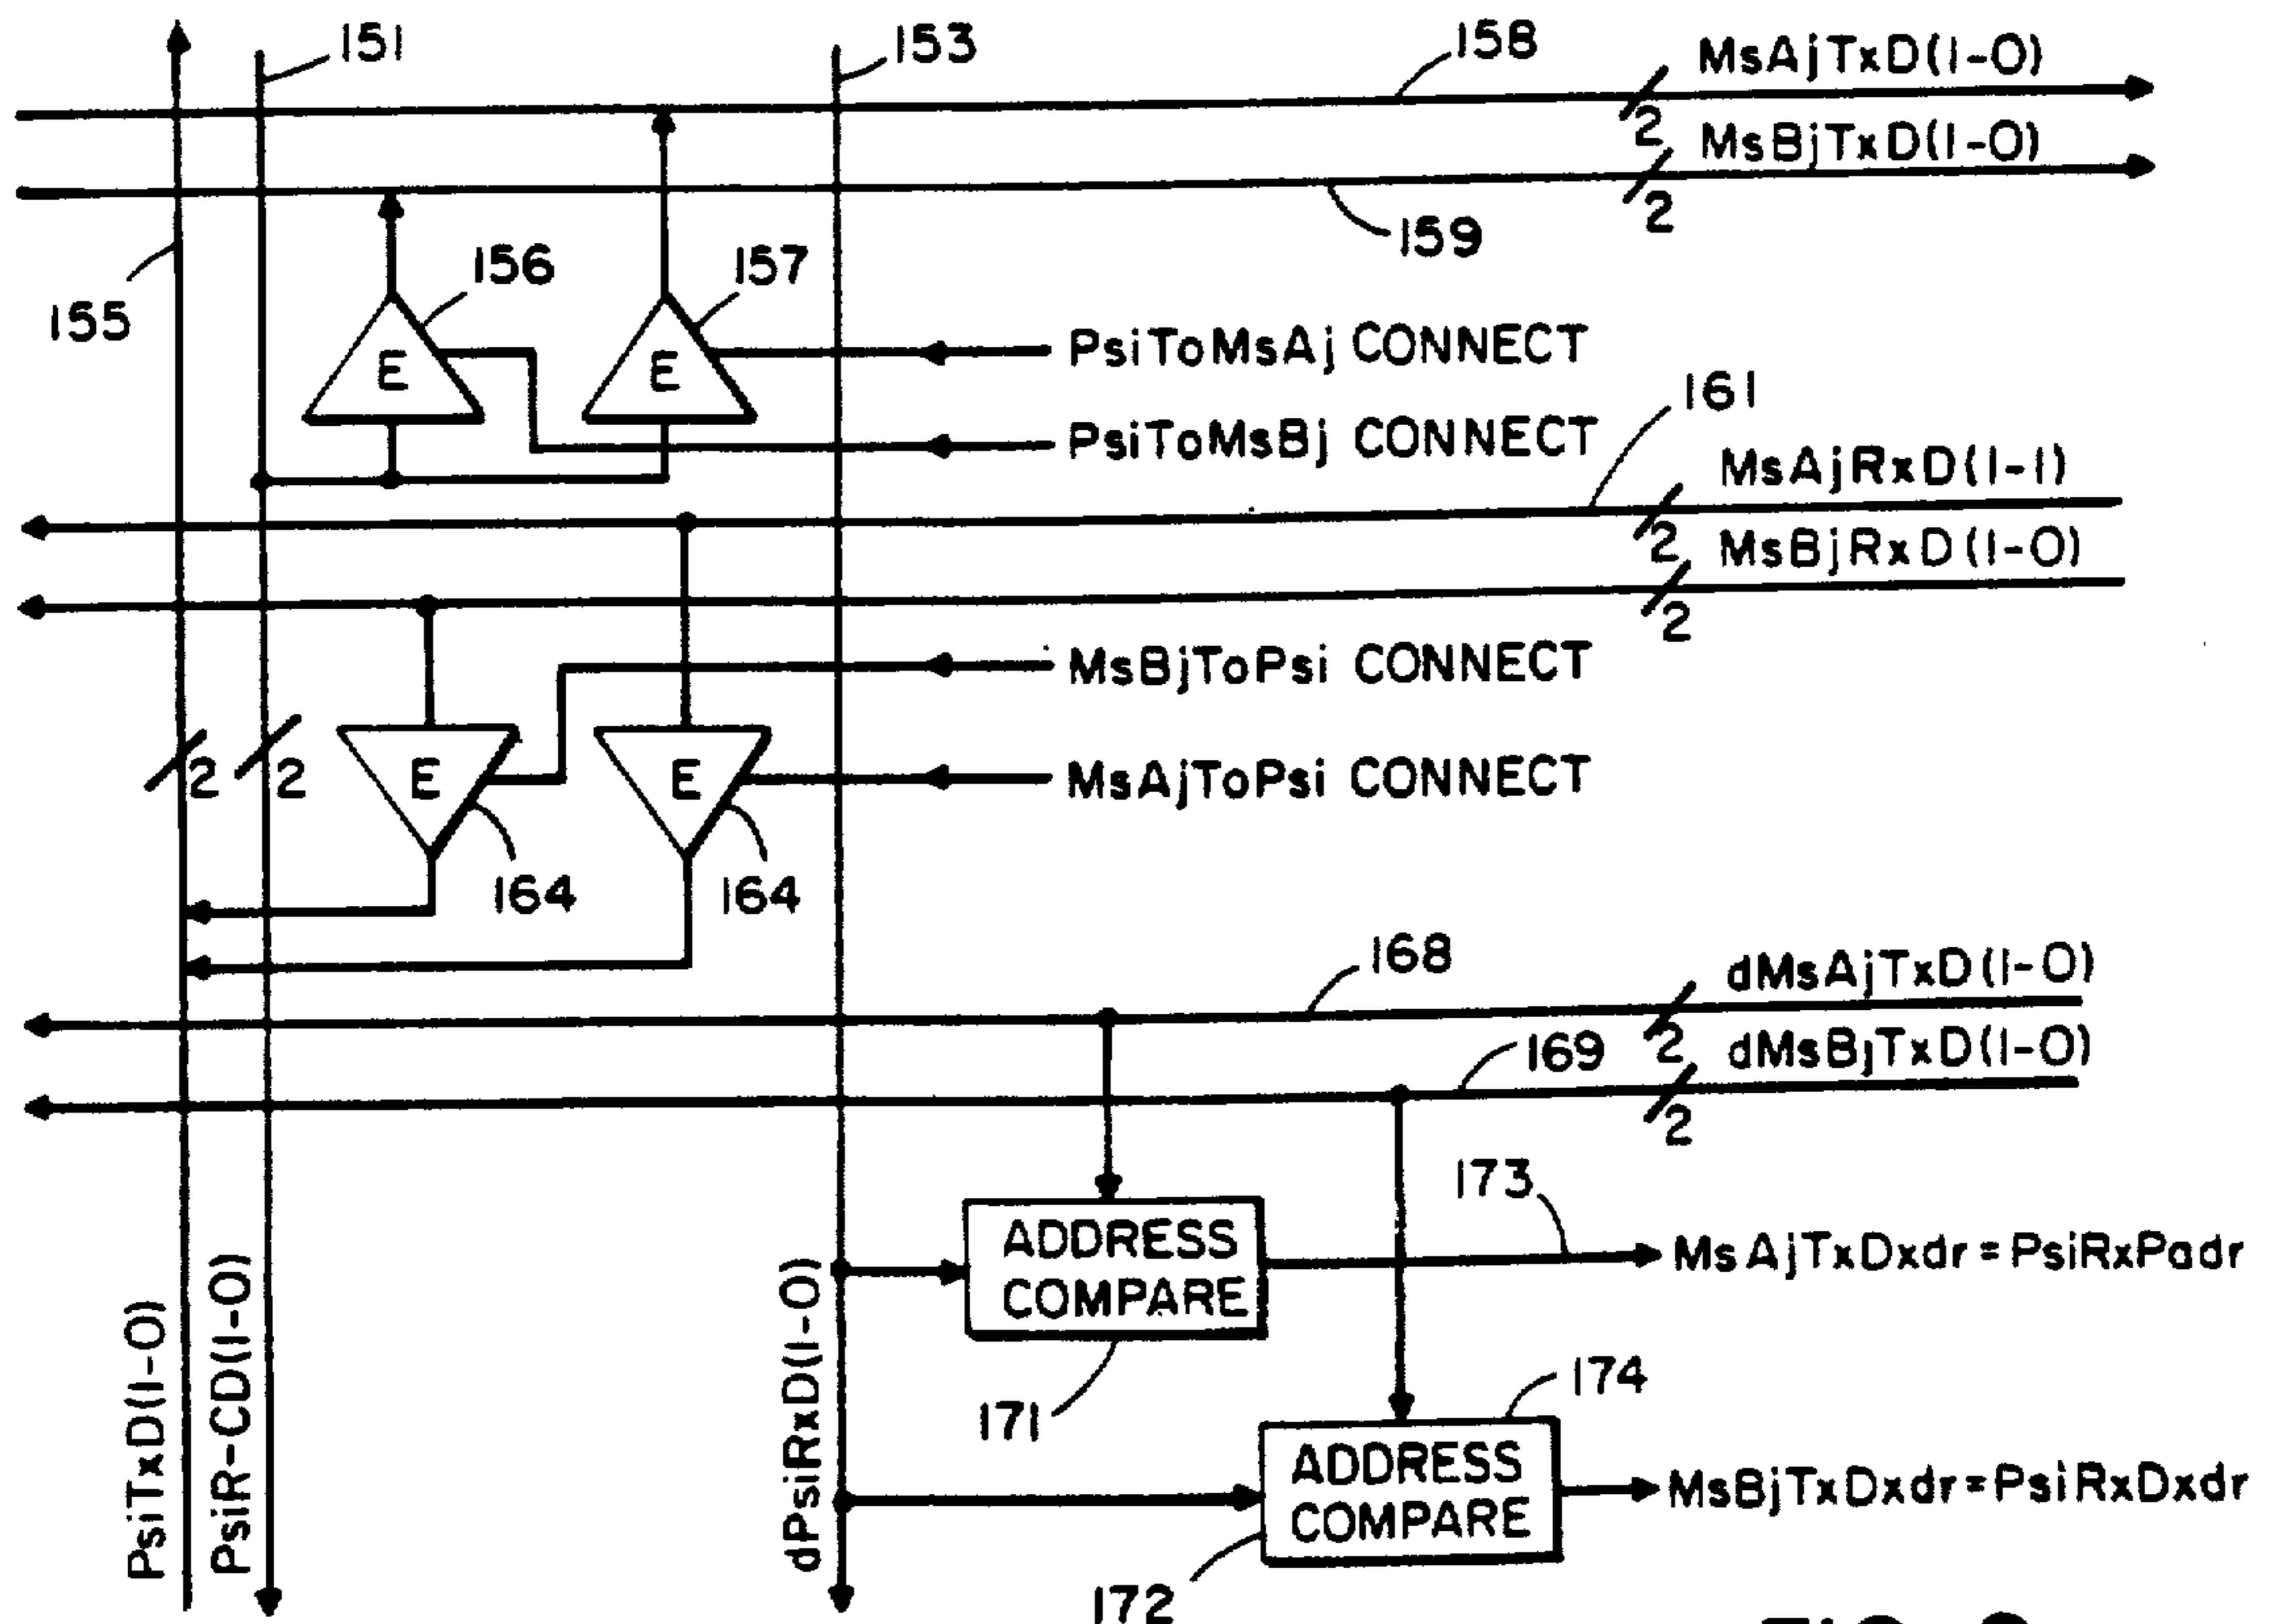 151
153
158
MsAjTxD(1-0)
2
MsBjTxD(1-0)
2
159
155
156
157
E
E
PsiToMsAj CONNECT
PsiToMsBj CONNECT
161
MsAjRxD(1-1)
2
MsBjRxD(1-0)
2
MsBjToPsi CONNECT
2
2
E
E
MsAjToPsi CONNECT
164
164
168
dMsAjTxD(1-0)
2
169
dMsBjTxD(1-0)
2
173
ADDRESS
COMPARE
MsAjTxDxdr=PsiRxPadr
171
174
ADDRESS
COMPARE
MsBjTxDxdr=PsiRxDxdr
172
PsiTxD(1-0)
PsiR-CD(1-0)
dPsiRxD(1-0)